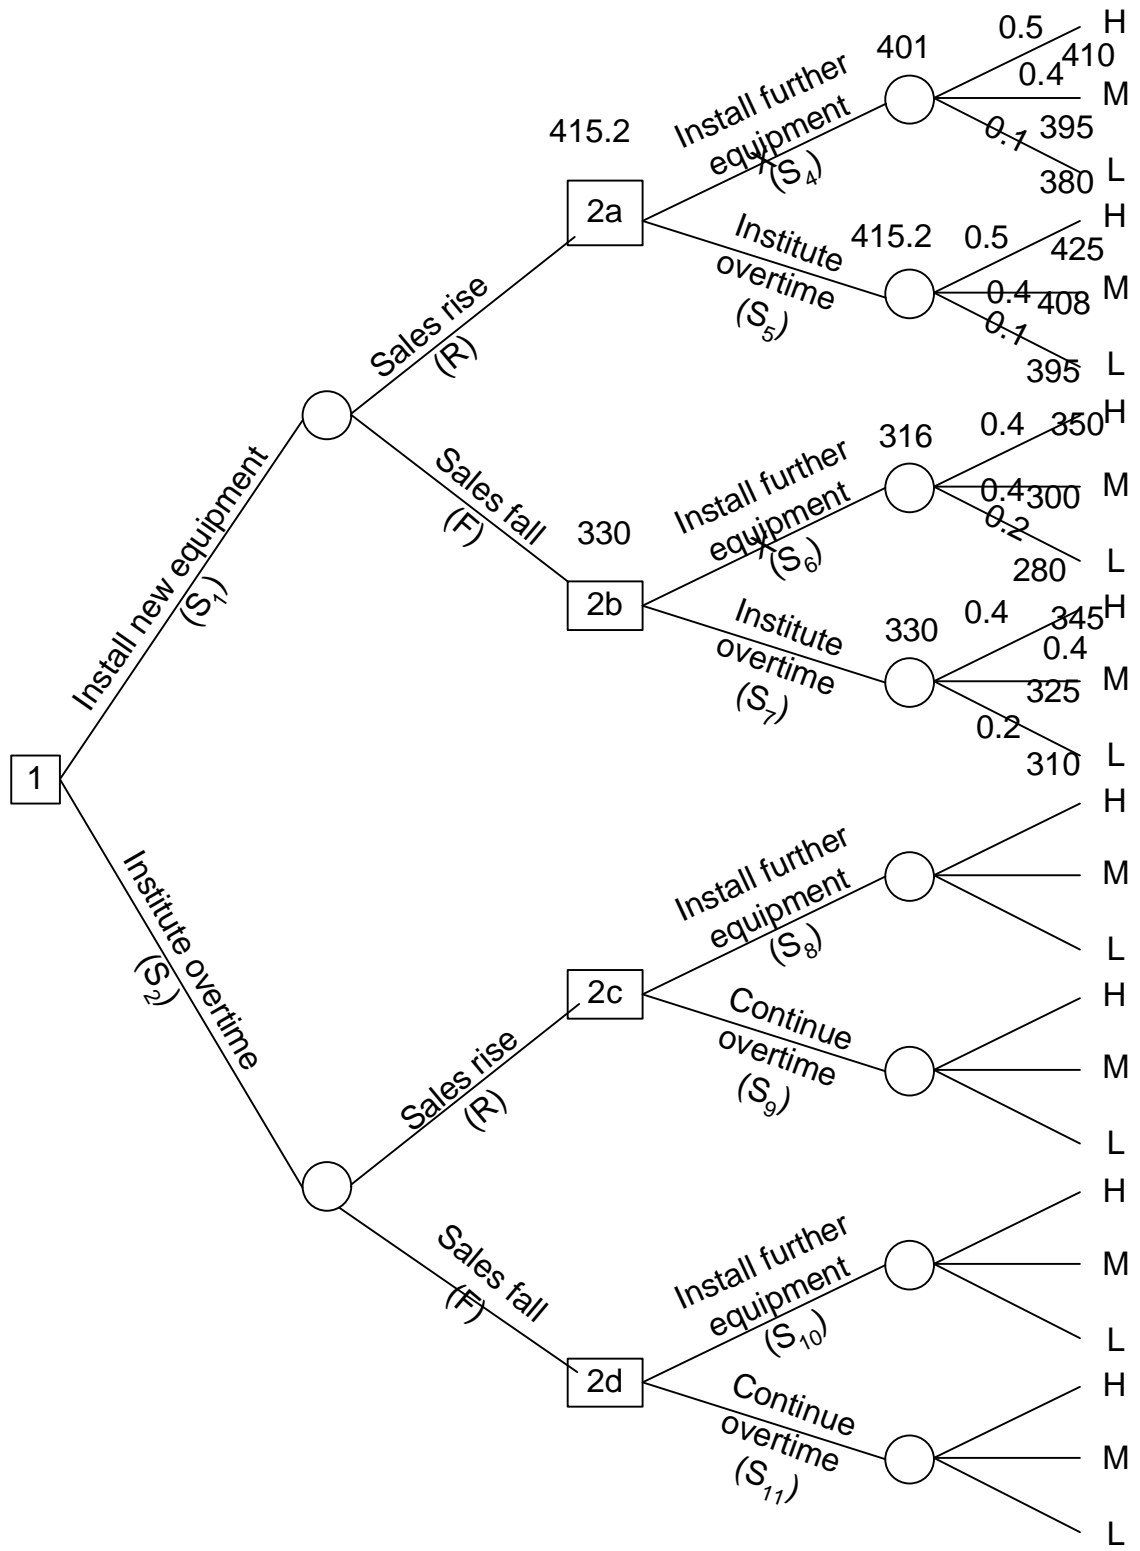 H
0.5
401
410
0.4
M
Install further
equipment
(S4)
0.1
395
L
380
415.2
2a
H
Institute
overtime
(S5)
415.2
0.5
425
M
0.4
408
0.1
L
395
Sales rise
(R)
H
0.4
350
316
Install further
equipment
(S6)
M
0.4
300
0.2
L
280
Sales fall
(F)
330
2b
H
0.4
345
Institute
overtime
(S7)
330
0.4
M
325
0.2
L
310
Install new equipment
(S1)
1
Institute overtime
(S2)
H
Install further
equipment
(S8)
M
L
2c
H
Continue
overtime
(S9)
M
L
Sales rise
(R)
H
Install further
equipment
(S10)
M
L
Sales fall
(F)
2d
H
Continue
overtime
(S11)
M
L